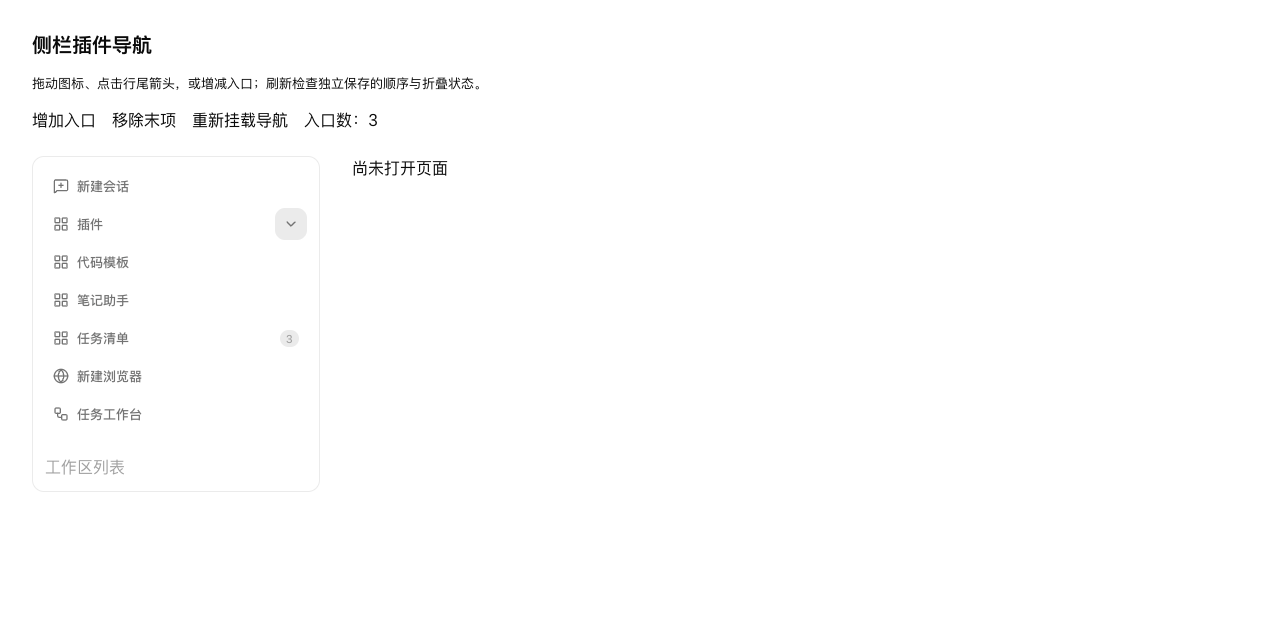 侧栏插件导航
拖动图标、点击行尾箭头，或增减入口；刷新检查独立保存的顺序与折叠状态。
增加入口 移除末项 重新挂载导航 入口数：3
新建会话
尚未打开页面
插件
代码模板
笔记助手
任务清单 3
新建浏览器
任务工作台
工作区列表